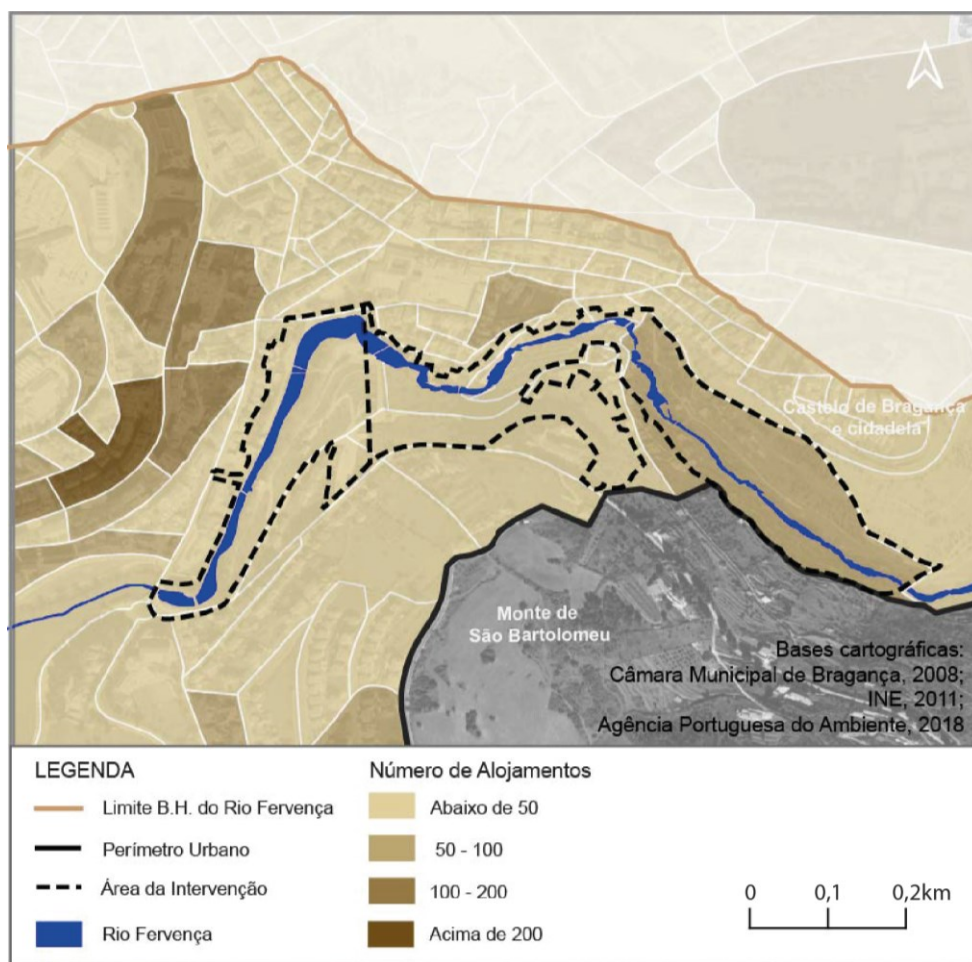 Castelo de Bragança
e cidadela
Monte de
São Bartolomeu
Bases cartográficas:
Câmara Municipal de Bragança, 2008;
INE, 2011;
Agência Portuguesa do Ambiente, 2018
LEGENDA
Limite B.H. do Rio Fervença
Perímetro Urbano
Área da Intervenção
Rio Fervença
Número de Alojamentos
Abaixo de 50
50 - 100
100 - 200
Acima de 200
0 0,1 0,2km